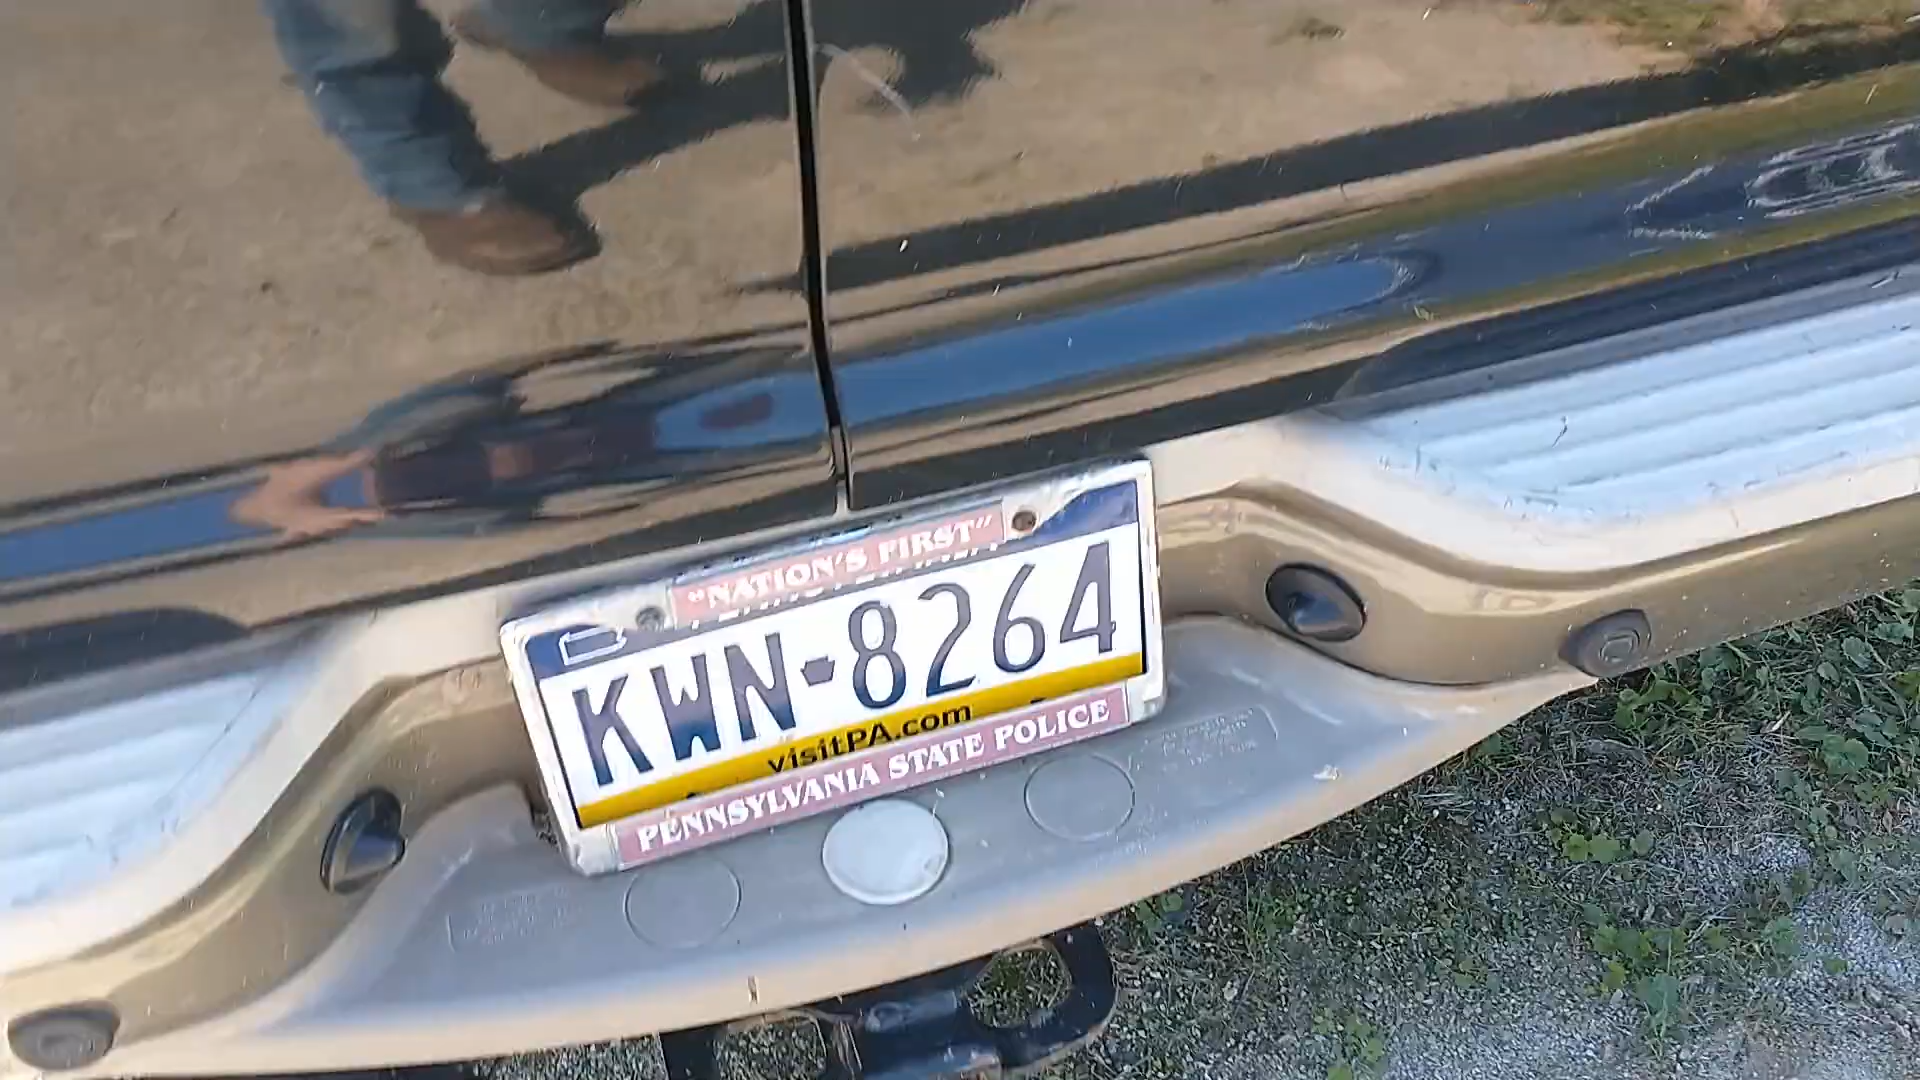 "NATION'S FIRST"
KWN-8264
visitPA.com
PENNSYLVANIA STATE POLICE